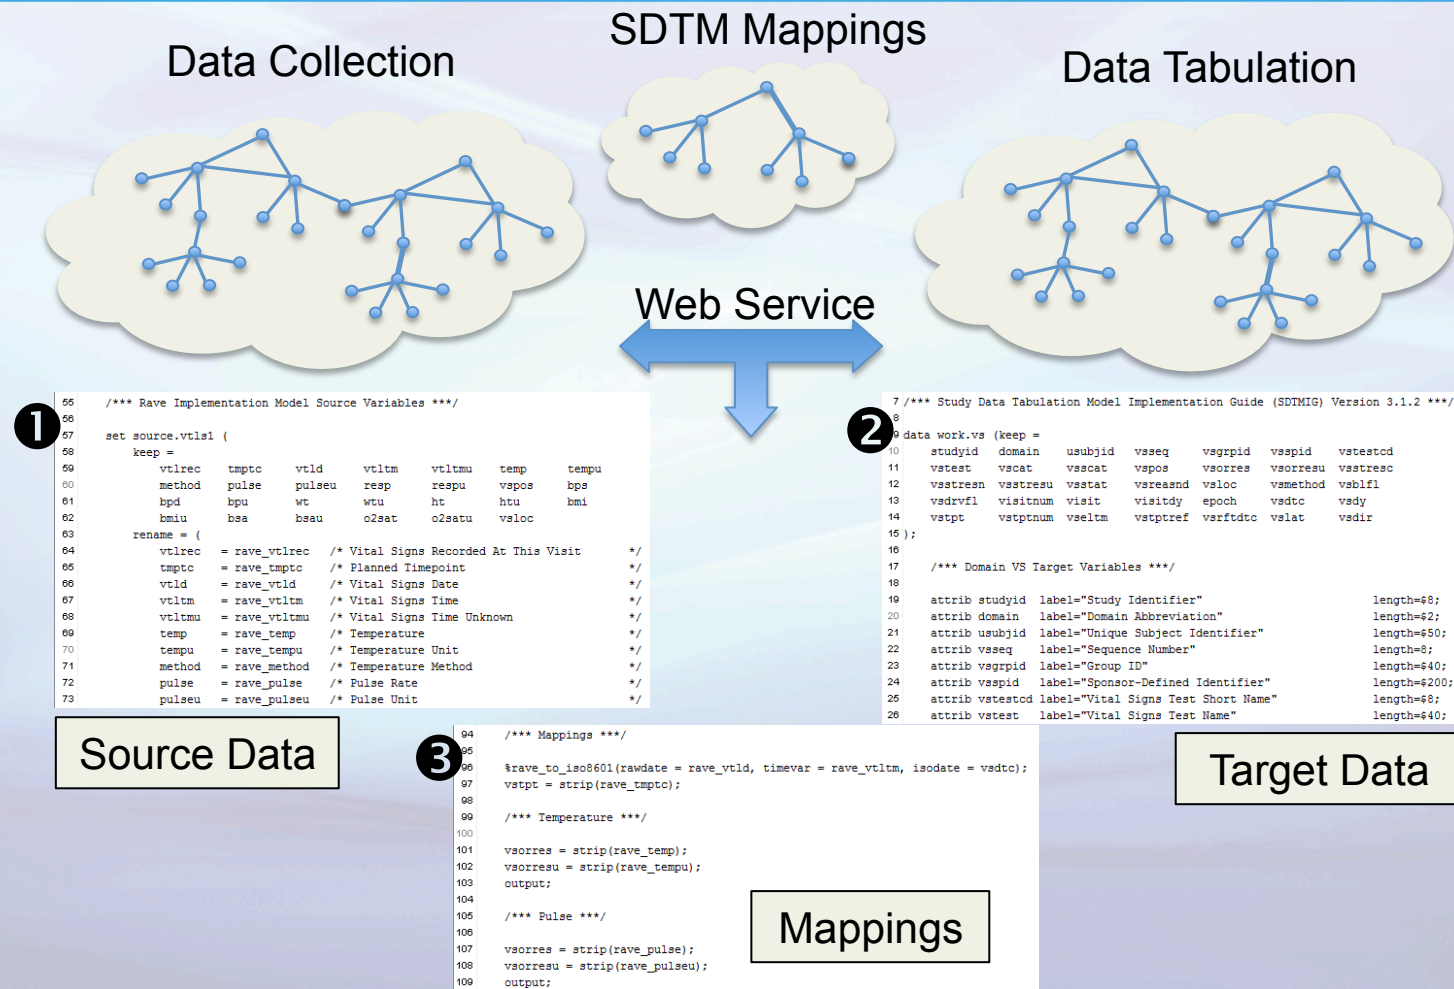 SDTM Mappings
Data Collection
Data Tabulation
Web Service
1
55 /*** Rave Implementation Model Source Variables ***/
56
57 set source.vtls1 (
58 keep =
59 vtlrec tmptc vtld vtltm vtltmu temp tempu
60 method pulse pulseu resp respu vspos bps
61 bpd bpu wt wtu ht htu bmi
62 bmiu bsa bsau o2sat o2satu vsloc
63 rename = (
64 vtlrec = rave_vtlrec /* Vital Signs Recorded At This Visit */
65 tmptc = rave_tmptc /* Planned Timepoint */
66 vtld = rave_vtld /* Vital Signs Date */
67 vtltm = rave_vtltm /* Vital Signs Time */
68 vtltmu = rave_vtltmu /* Vital Signs Time Unknown */
69 temp = rave_temp /* Temperature */
70 tempu = rave_tempu /* Temperature Unit */
71 method = rave_method /* Temperature Method */
72 pulse = rave_pulse /* Pulse Rate */
73 pulseu = rave_pulseu /* Pulse Unit */
Source Data
2
7 /*** Study Data Tabulation Model Implementation Guide (SDTMIG) Version 3.1.2 ***/
8
9 data work.vs (keep =
10 studyid domain usubjid vsseq vsgrpid vsspid vstestcd
11 vstest vscat vsscat vspos vsorres vsorresu vsstresc
12 vsstresn vsstresu vsstat vsreasnd vsloc vsmethod vsblfl
13 vsdrvfl visitnum visit visitdy epoch vsdtc vsdy
14 vstpt vstptnum vseltm vstptref vsrftdtc vslat vsdir
15 );
16
17 /*** Domain VS Target Variables ***/
18
19 attrib studyid label="Study Identifier" length=$8;
20 attrib domain label="Domain Abbreviation" length=$2;
21 attrib usubjid label="Unique Subject Identifier" length=$50;
22 attrib vsseq label="Sequence Number" length=8;
23 attrib vsgrpid label="Group ID" length=$40;
24 attrib vsspid label="Sponsor-Defined Identifier" length=$200;
25 attrib vstestcd label="Vital Signs Test Short Name" length=$8;
26 attrib vstest label="Vital Signs Test Name" length=$40;
Target Data
3
94 /*** Mappings ***/
95
96 %rave_to_iso8601(rawdate = rave_vtld, timevar = rave_vtltm, isodate = vsdtc);
97 vstpt = strip(rave_tmptc);
98
99 /*** Temperature ***/
100
101 vsorres = strip(rave_temp);
102 vsorresu = strip(rave_tempu);
103 output;
104
105 /*** Pulse ***/
106
107 vsorres = strip(rave_pulse);
108 vsorresu = strip(rave_pulseu);
109 output;
Mappings